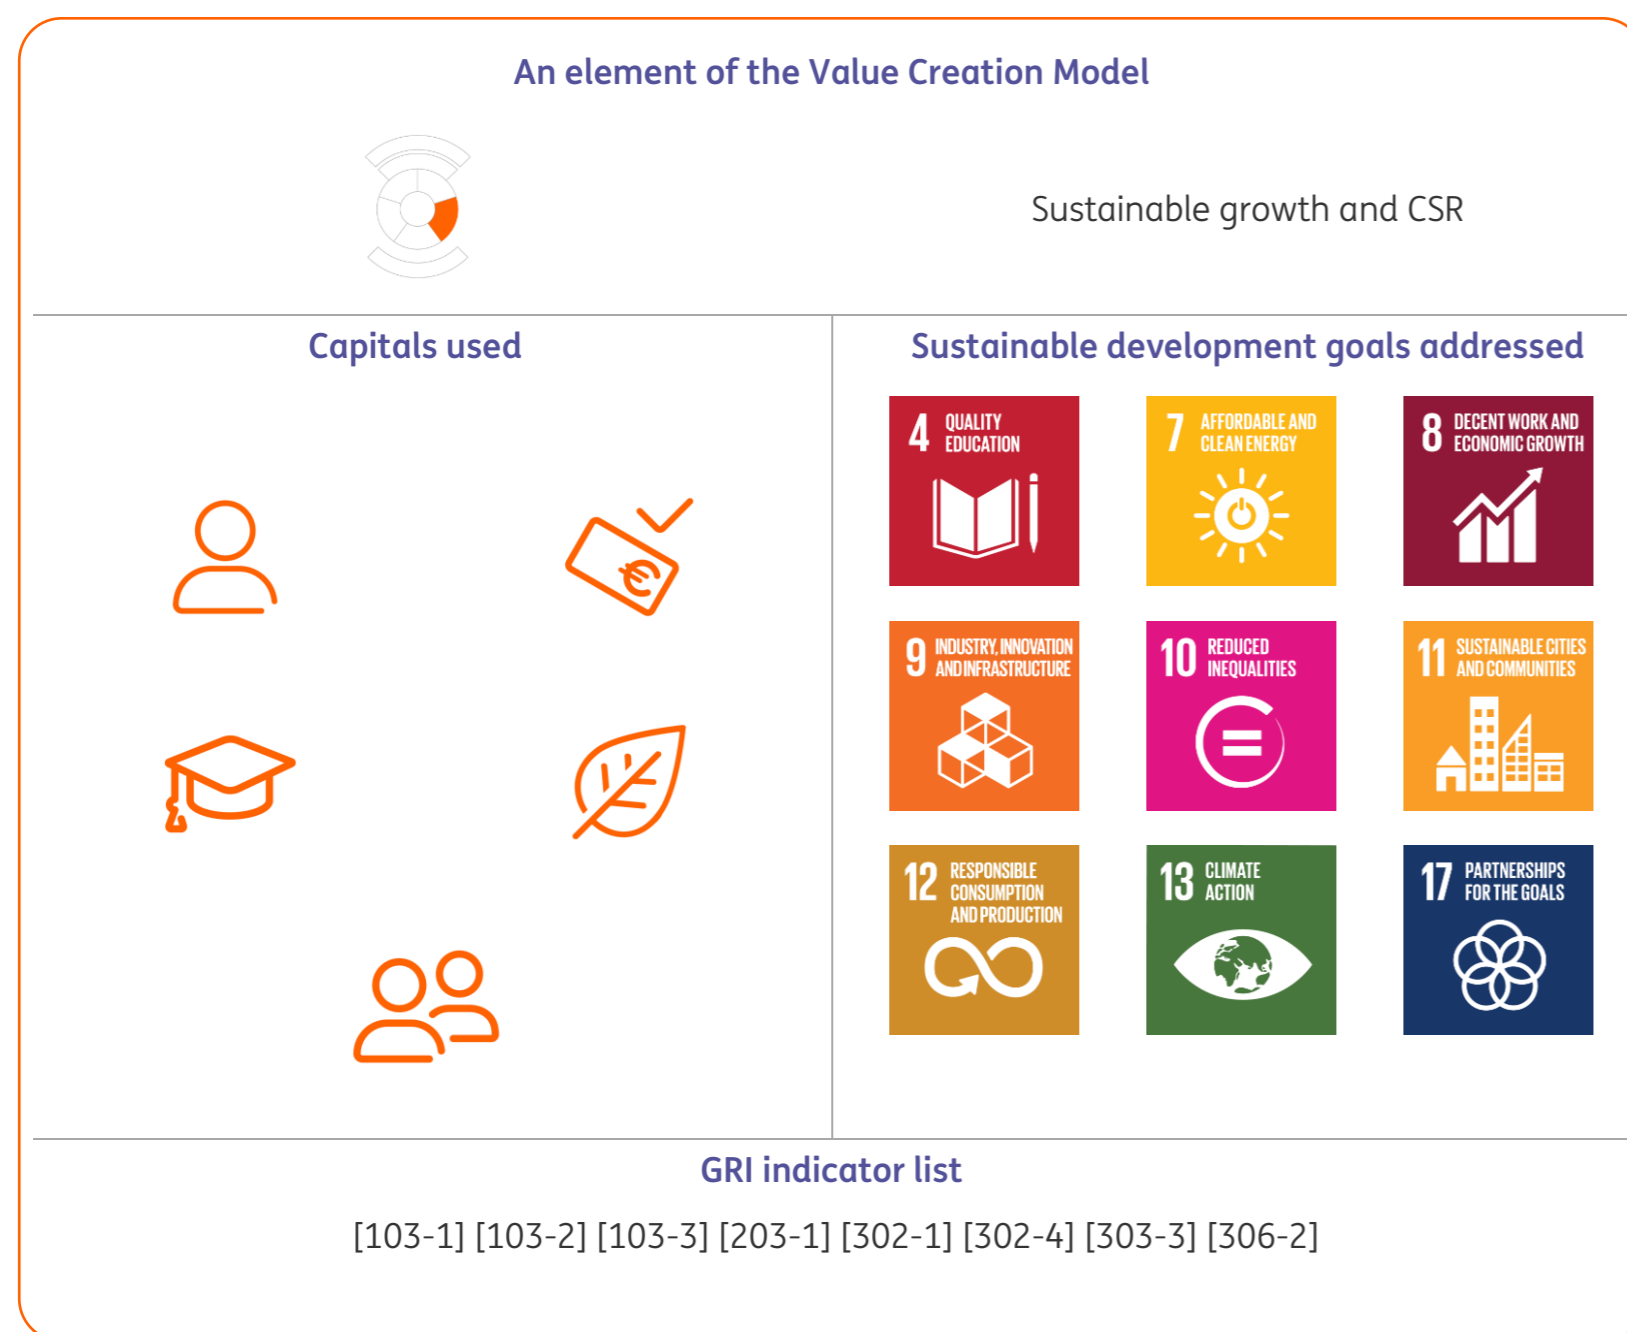 An element of the Value Creation Model
Sustainable growth and CSR
Capitals used
Sustainable development goals addressed
4 QUALITY
EDUCATION
7 AFFORDABLE AND
CLEAN ENERGY
8 DECENT WORK AND
ECONOMIC GROWTH
9 INDUSTRY, INNOVATION
AND INFRASTRUCTURE
10 REDUCED
INEQUALITIES
11 SUSTAINABLE CITIES
AND COMMUNITIES
12 RESPONSIBLE
CONSUMPTION
AND PRODUCTION
13 CLIMATE
ACTION
17 PARTNERSHIPS
FOR THE GOALS
GRI indicator list
[103-1] [103-2] [103-3] [203-1] [302-1] [302-4] [303-3] [306-2]